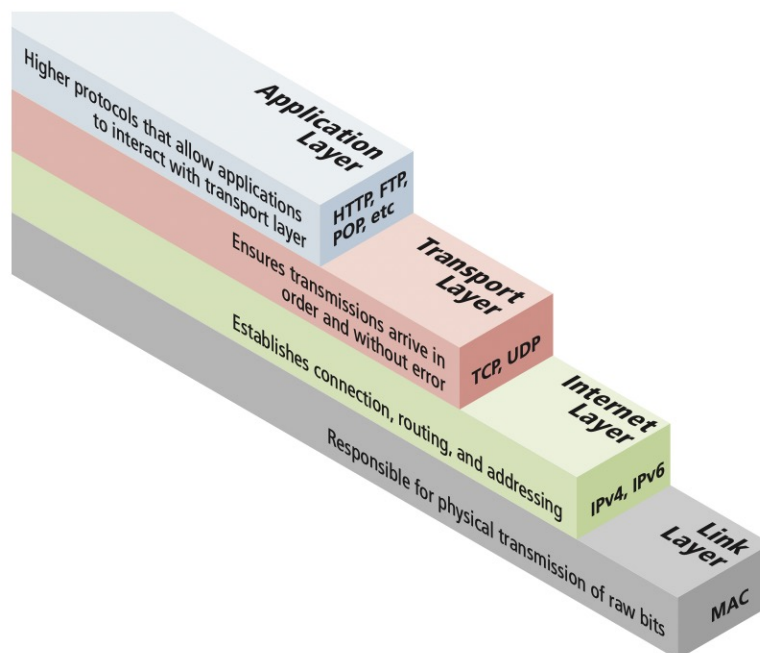 Application
Layer
Higher protocols that allow applications
to interact with transport layer
HTTP, FTP,
POP, etc
Transport
Layer
Ensures transmissions arrive in
order and without error
TCP, UDP
Internet
Layer
Establishes connection, routing, and addressing
IPv4, IPv6
Link
Layer
Responsible for physical transmission of raw bits
MAC